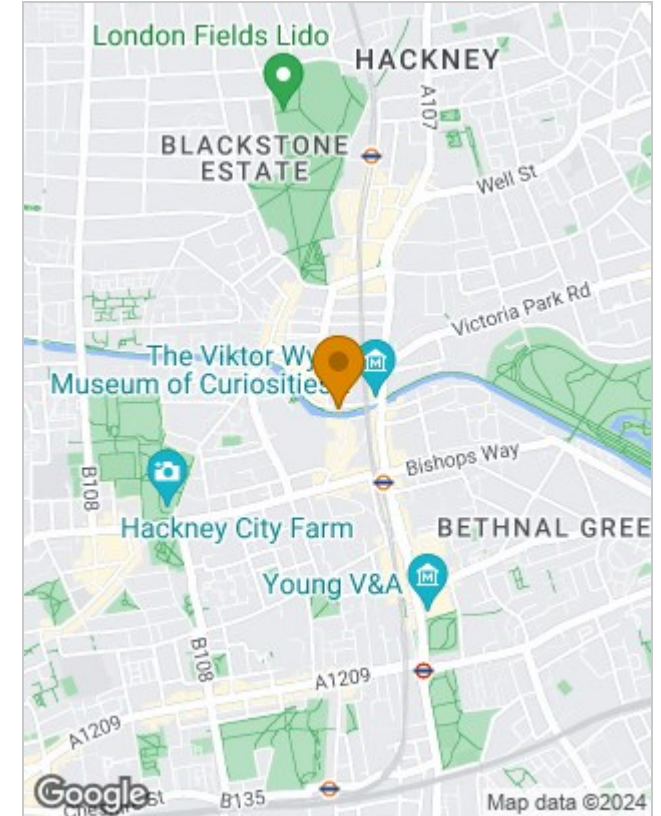 London Fields Lido
HACKNEY
A107
BLACKSTONE
ESTATE
Well St
Victoria Park Rd
The Viktor Wy
Museum of Curiosities
B108
Bishops Way
Hackney City Farm
BETHNAL GREE
Young V&A
B108
A1209
A1209
Google
St
B135
Map data ©2024